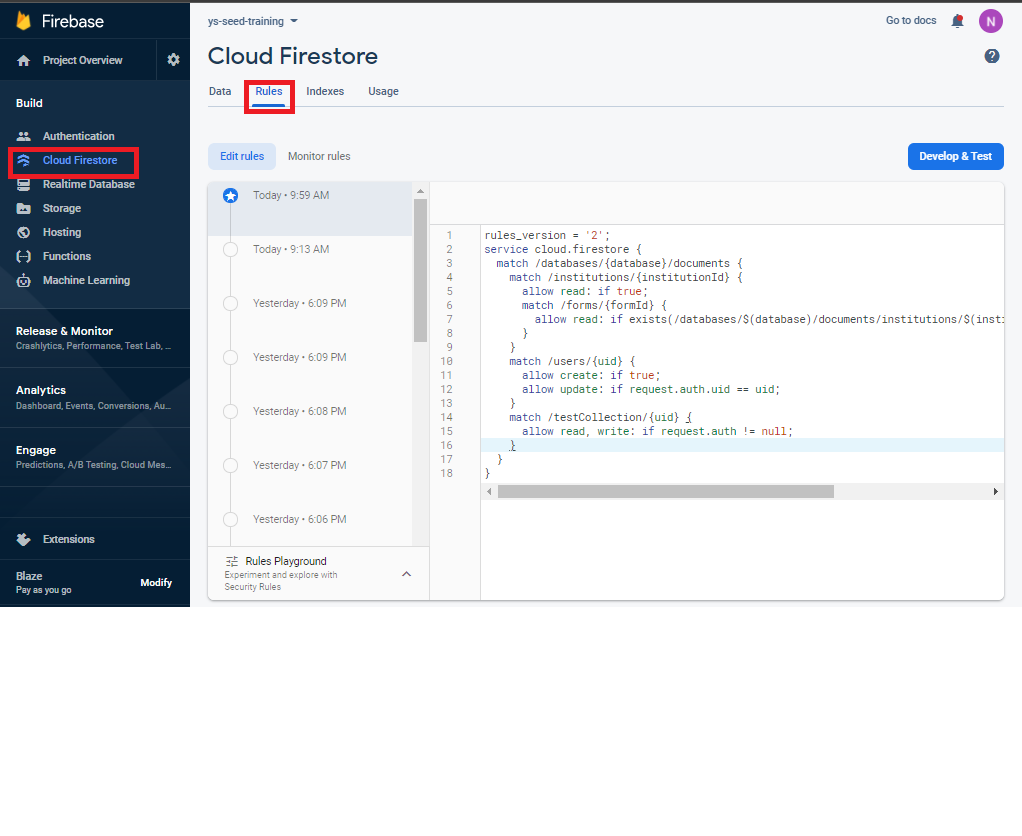 Firebase
Project Overview
Build
Authentication
Cloud Firestore
Realtime Database
Storage
Hosting
Functions
Machine Learning
Release & Monitor
Crashlytics, Performance, Test Lab, ...
Analytics
Dashboard, Events, Conversions, Au...
Engage
Predictions, A/B Testing, Cloud Mes...
Extensions
Blaze
Pay as you go
Modify
ys-seed-training
Go to docs
N
Cloud Firestore
?
Data Rules Indexes Usage
Edit rules Monitor rules
Develop & Test
Today • 9:59 AM
Today • 9:13 AM
Yesterday • 6:09 PM
Yesterday • 6:09 PM
Yesterday • 6:08 PM
Yesterday • 6:07 PM
Yesterday • 6:06 PM
Rules Playground
Experiment and explore with
Security Rules
1 rules_version = '2';
2 service cloud.firestore {
3 match /databases/{database}/documents {
4 match /institutions/{institutionId} {
5 allow read: if true;
6 match /forms/{formId} {
7 allow read: if exists(/databases/$(database)/documents/institutions/$(insti
8 }
9 }
10 match /users/{uid} {
11 allow create: if true;
12 allow update: if request.auth.uid == uid;
13 }
14 match /testCollection/{uid} {
15 allow read, write: if request.auth != null;
16 }
17 }
18 }